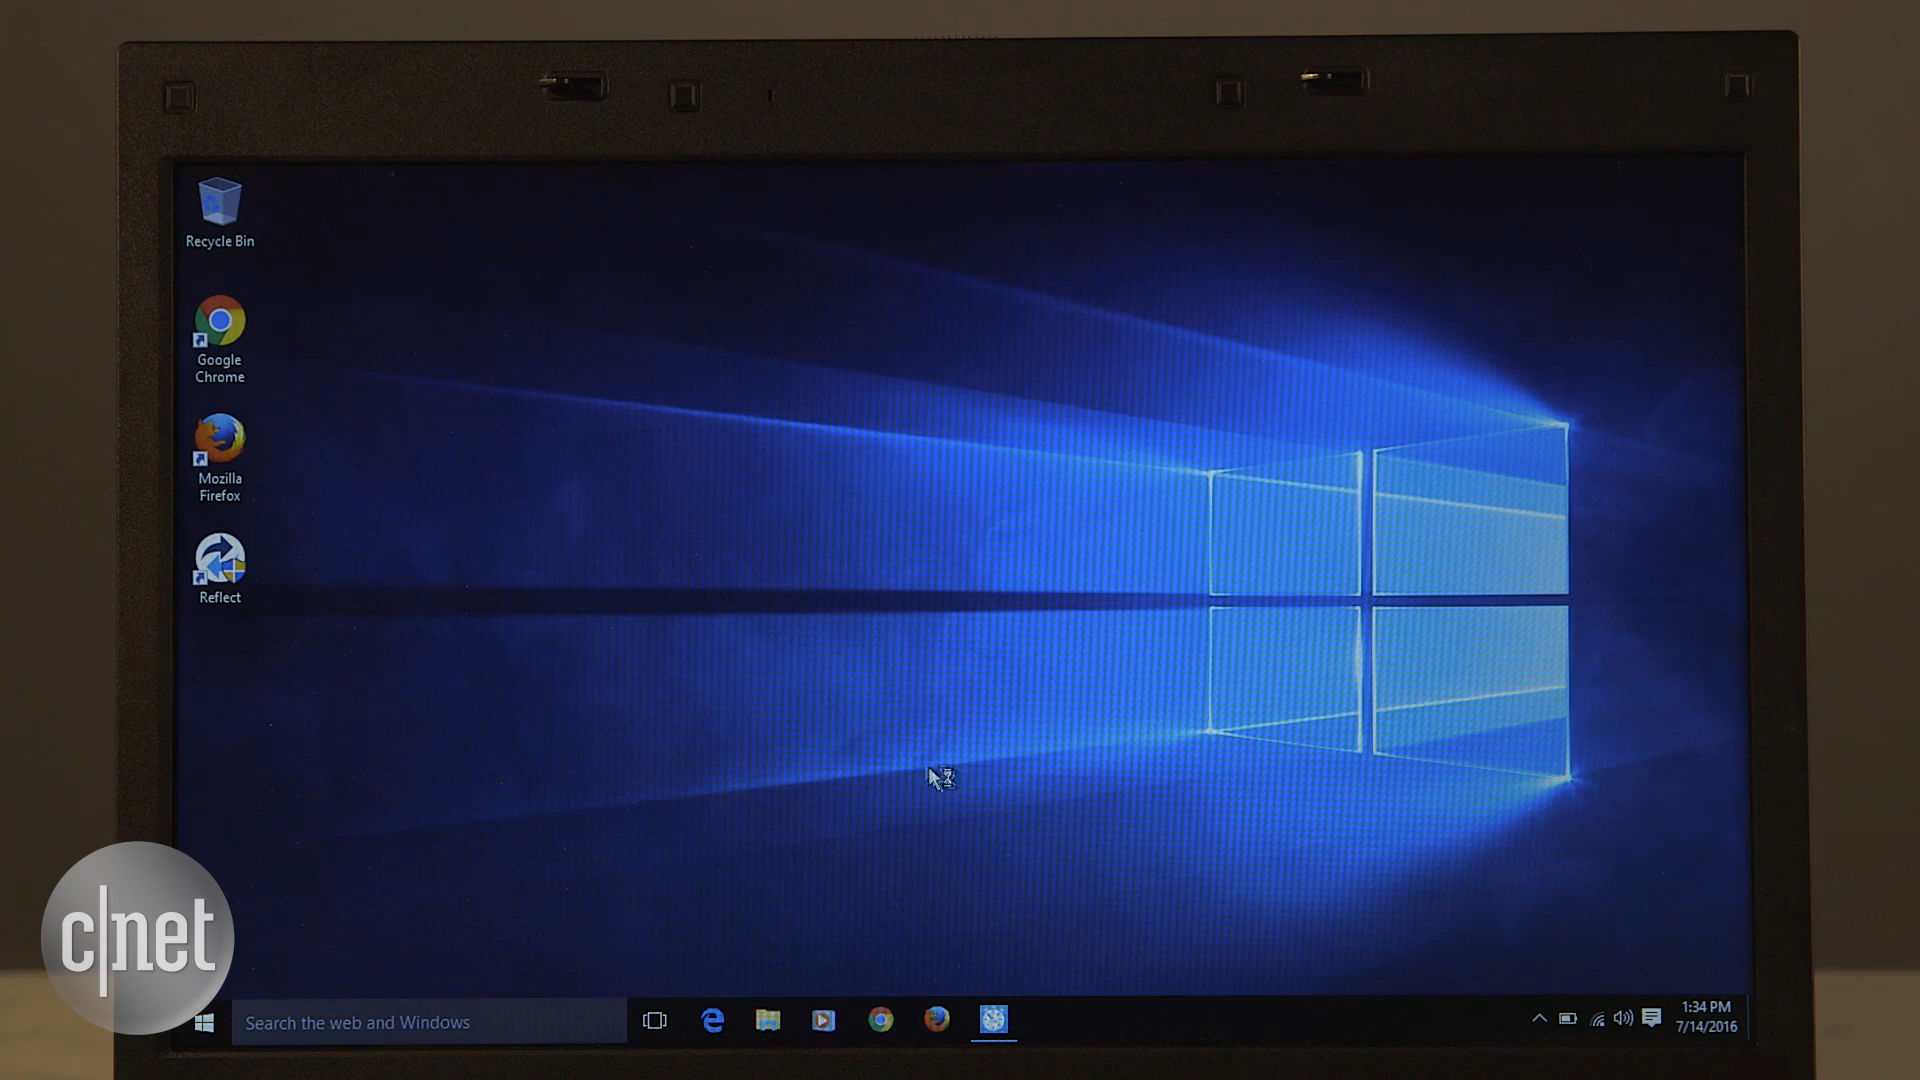 Recycle Bin
Google
Chrome
Mozilla
Firefox
Reflect
c|net
Search the web and Windows
1:34 PM
7/14/2016